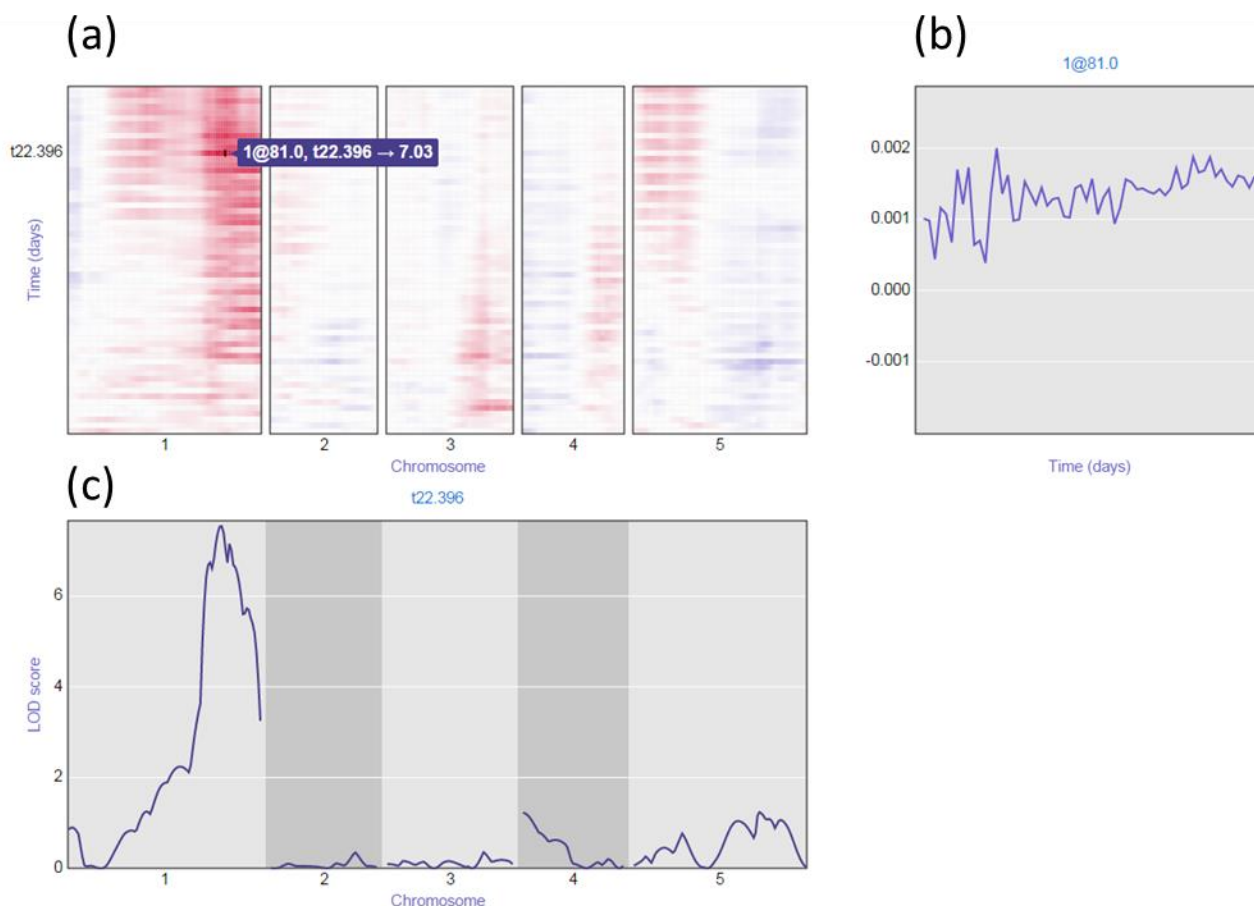 (a)
t22.396
Time (days)
1@81.0, t22.396 → 7.03
1 2 3 4 5
Chromosome
(b)
1@81.0
0.002
0.001
0.000
-0.001
Time (days)
(c)
t22.396
LOD score
6
4
2
0
1 2 3 4 5
Chromosome